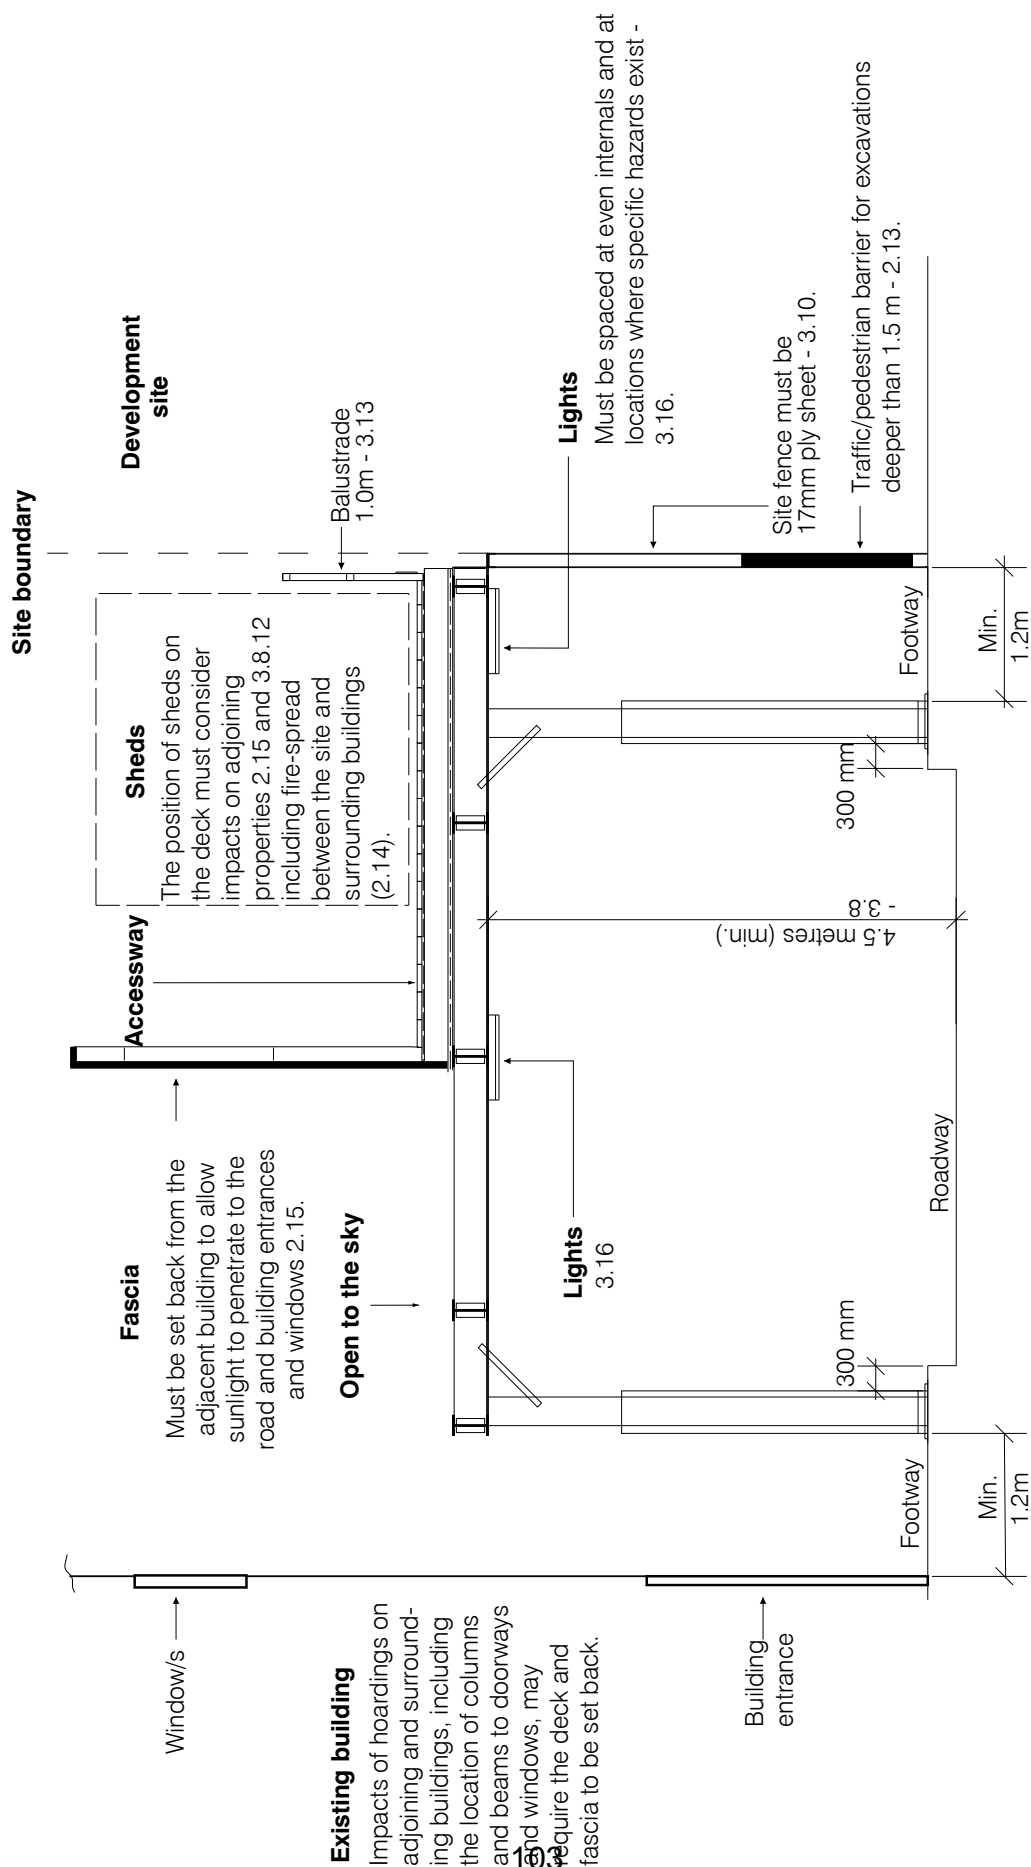 Site boundary
Development
site
Sheds
The position of sheds on
the deck must consider
impacts on adjoining
properties 2.15 and 3.8.12
including fire-spread
between the site and
surrounding buildings
(2.14).
Balustrade
1.0m - 3.13
Accessway
Fascia
Must be set back from the
adjacent building to allow
sunlight to penetrate to the
road and building entrances
and windows 2.15.
Open to the sky
Window/s
Existing building
Impacts of hoardings on
adjoining and surround-
ing buildings, including
the location of columns
and beams to doorways
and windows, may
require the deck and
fascia to be set back.
Building
entrance
Lights
3.16
Lights
Must be spaced at even internals and at
locations where specific hazards exist -
3.16.
Site fence must be
17mm ply sheet - 3.10.
Traffic/pedestrian barrier for excavations
deeper than 1.5 m - 2.13.
4.5 metres (min.)
- 3.8
300 mm
300 mm
Footway
Roadway
Footway
Min.
1.2m
Min.
1.2m
103